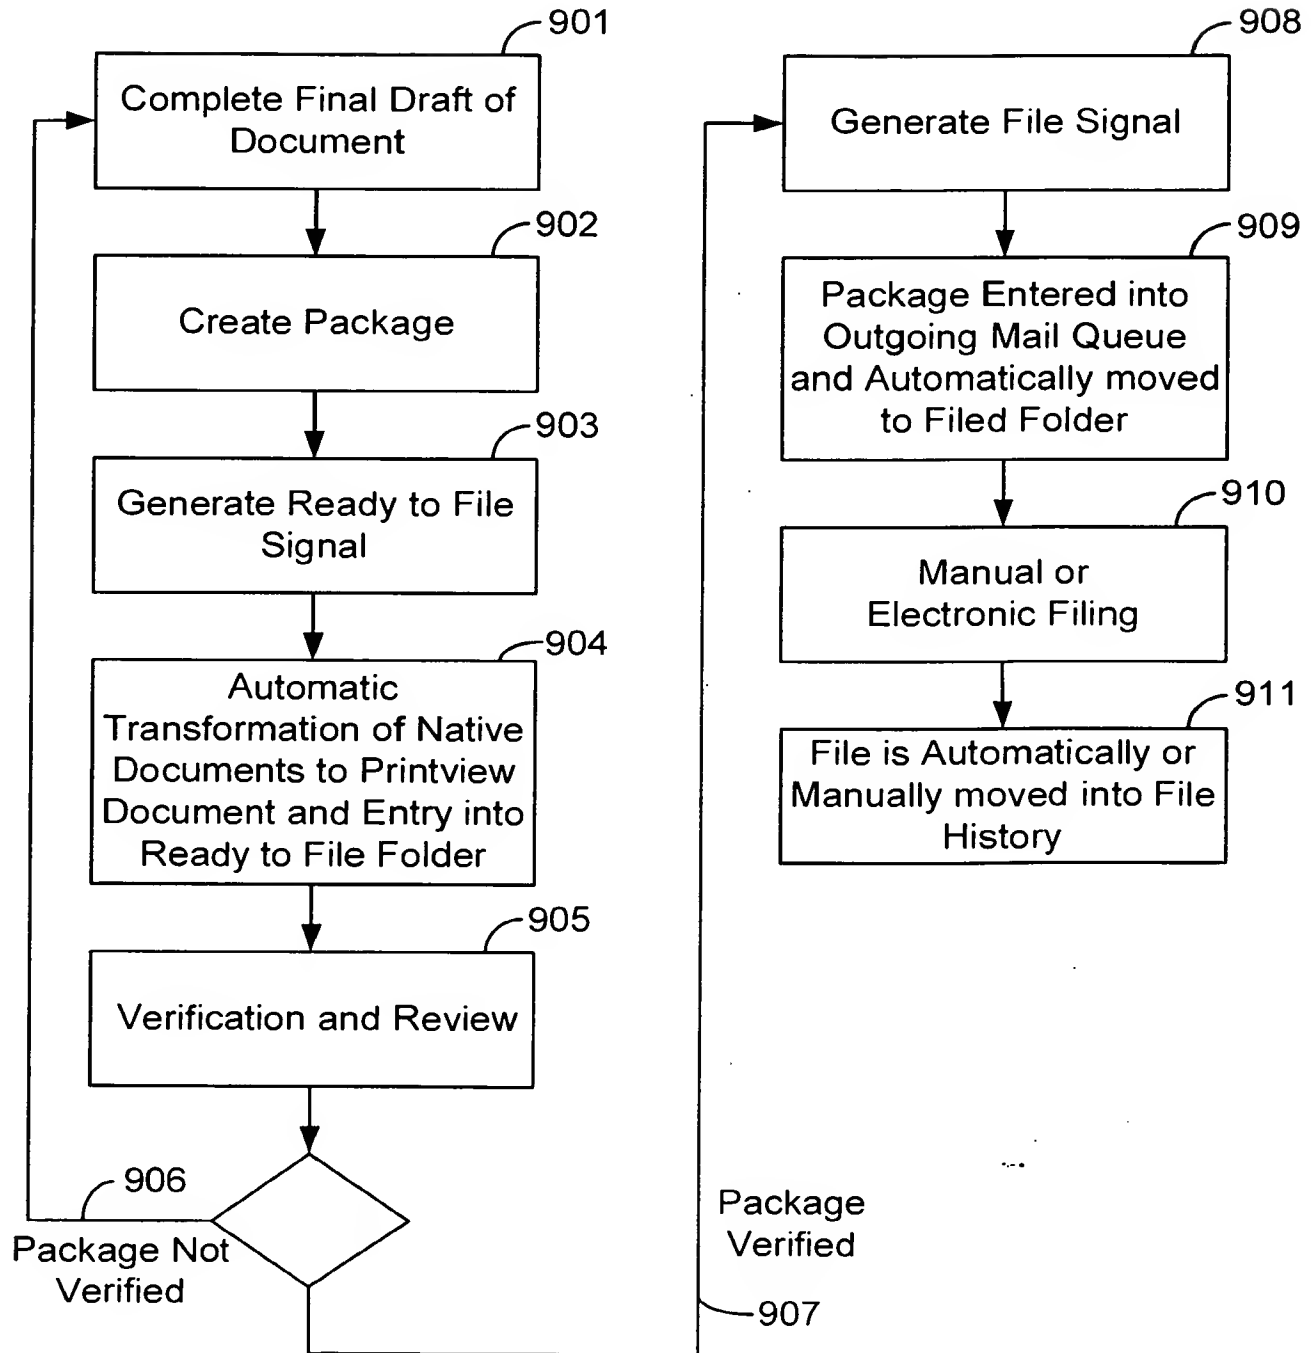 901
Complete Final Draft of
Document
902
Create Package
903
Generate Ready to File
Signal
904
Automatic
Transformation of Native
Documents to Printview
Document and Entry into
Ready to File Folder
905
Verification and Review
906
Package Not
Verified
Package
Verified
907
908
Generate File Signal
909
Package Entered into
Outgoing Mail Queue
and Automatically moved
to Filed Folder
910
Manual or
Electronic Filing
911
File is Automatically or
Manually moved into File
History